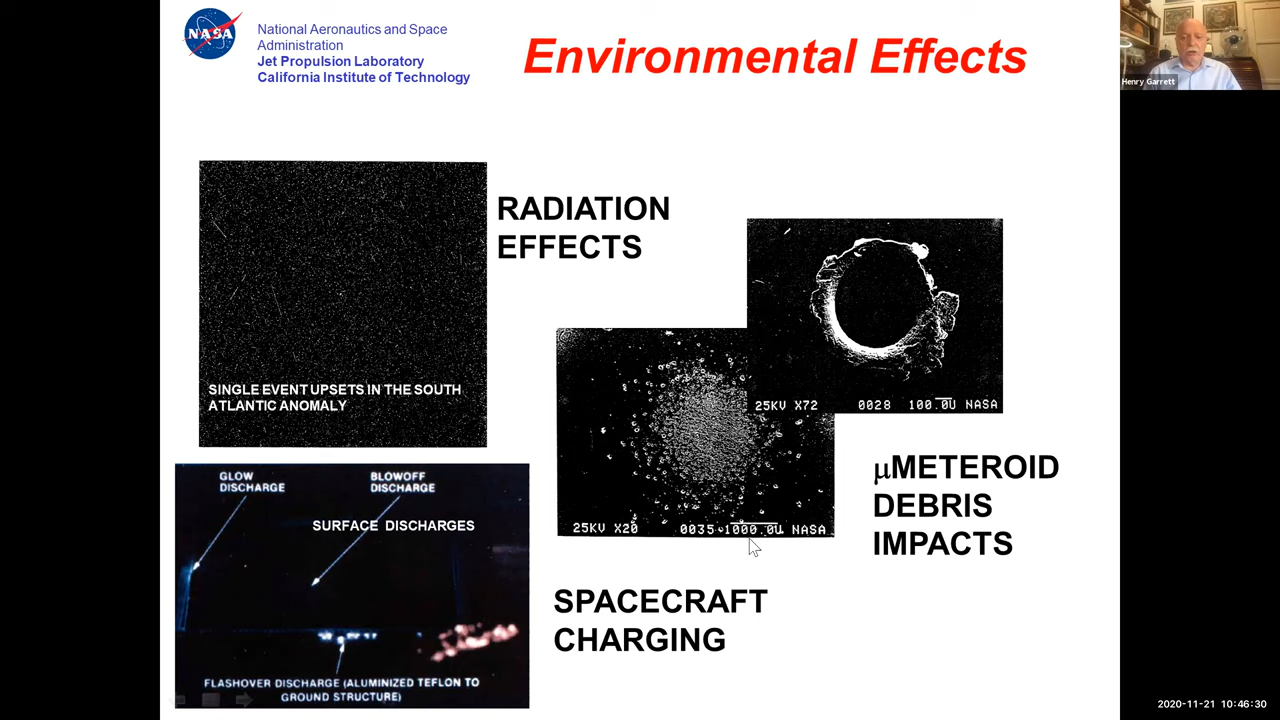 NASA
National Aeronautics and Space
Administration
Jet Propulsion Laboratory
California Institute of Technology
Environmental Effects
Henry Garrett
RADIATION
EFFECTS
SINGLE EVENT UPSETS IN THE SOUTH
ATLANTIC ANOMALY
25KV X72 0028 100.0U NASA
25KV X20 0035 1000.0U NASA
μMETEROID
DEBRIS
IMPACTS
GLOW
DISCHARGE
BLOWOFF
DISCHARGE
SURFACE DISCHARGES
FLASHOVER DISCHARGE (ALUMINIZED TEFLON TO
GROUND STRUCTURE)
SPACECRAFT
CHARGING
2020-11-21 10:46:30